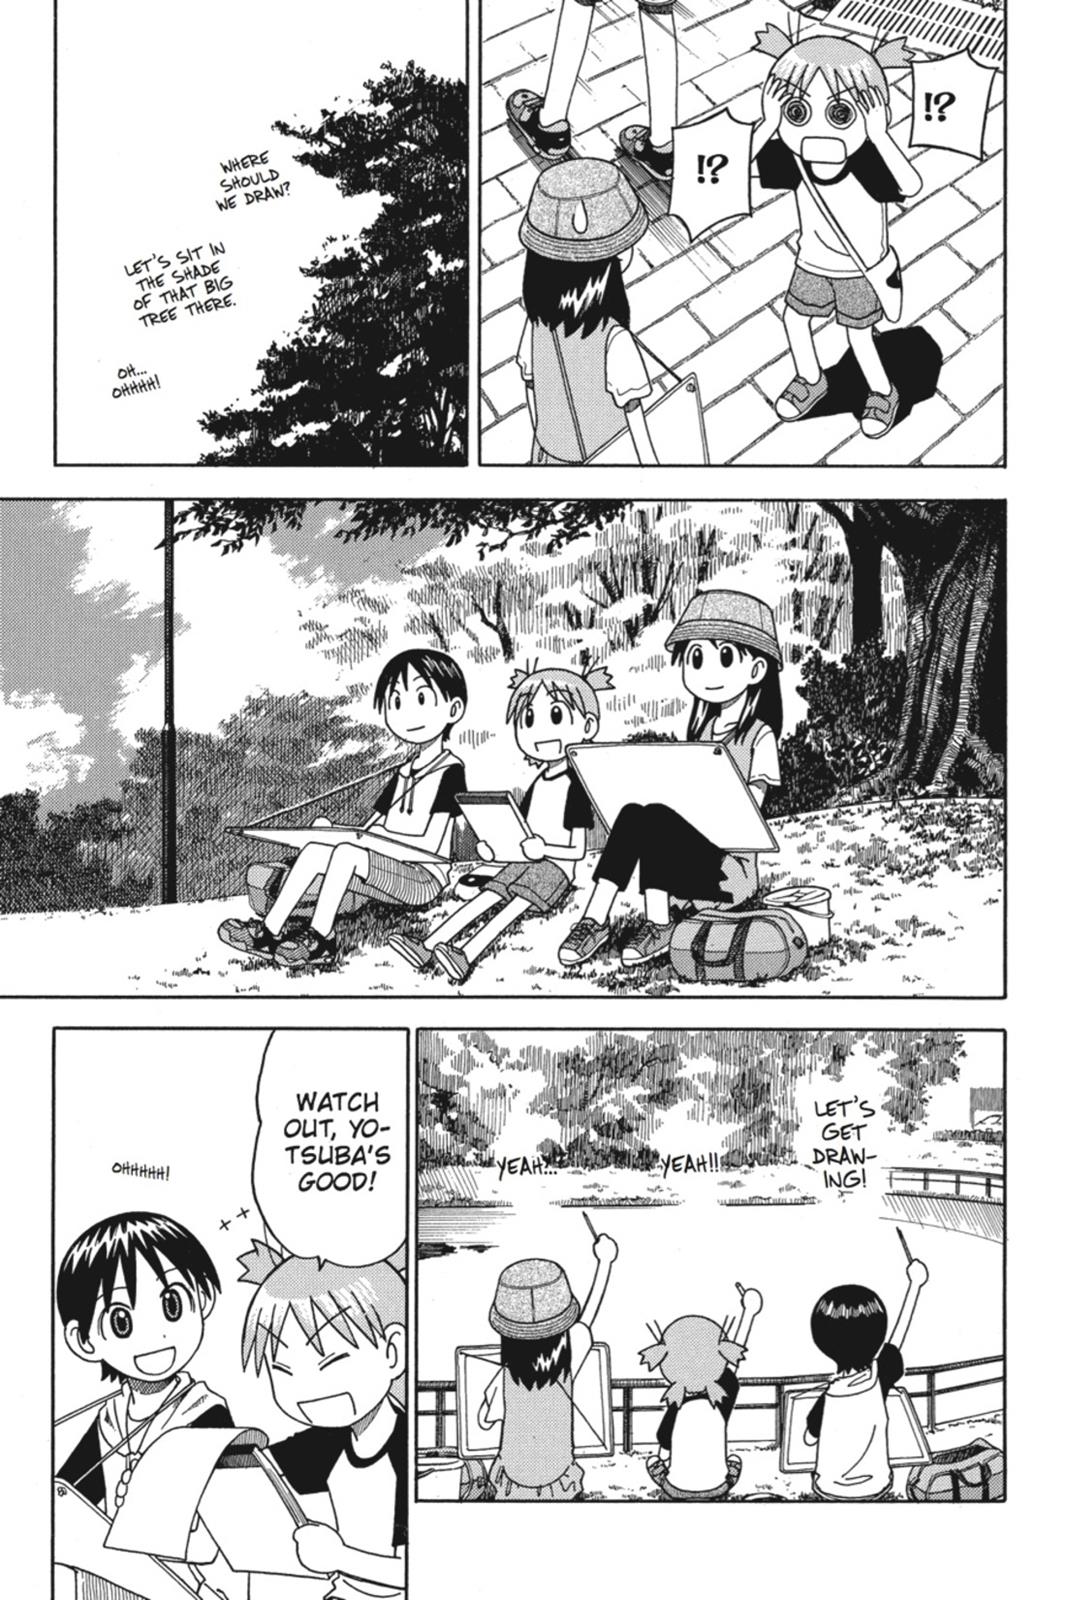 !?
!?
WHERE
SHOULD
WE DRAW?
LET'S SIT IN
THE SHADE
OF THAT BIG
TREE THERE.
OH...
OHHHH!
LET'S
GET
DRAW-
ING!
YEAH!!
YEAH...
WATCH
OUT, YO-
TSUBA'S
GOOD!
OHHHHH!